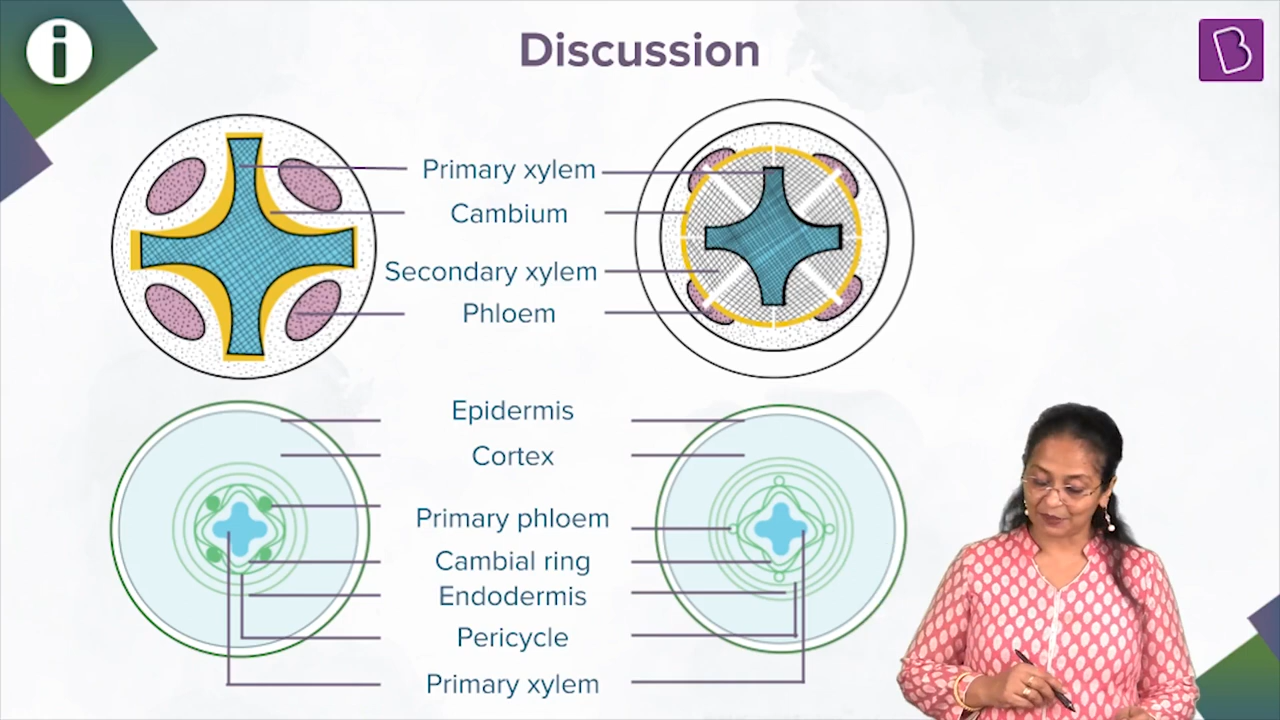 Discussion
Primary xylem
Cambium
Secondary xylem
Phloem
Epidermis
Cortex
Primary phloem
Cambial ring
Endodermis
Pericycle
Primary xylem